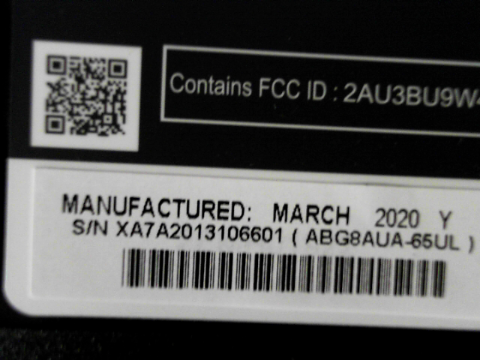 Contains FCC ID : 2AU3BU9W
MANUFACTURED: MARCH 2020 Y
S/N XA7A2013106601 ( ABG8AUA-65UL )